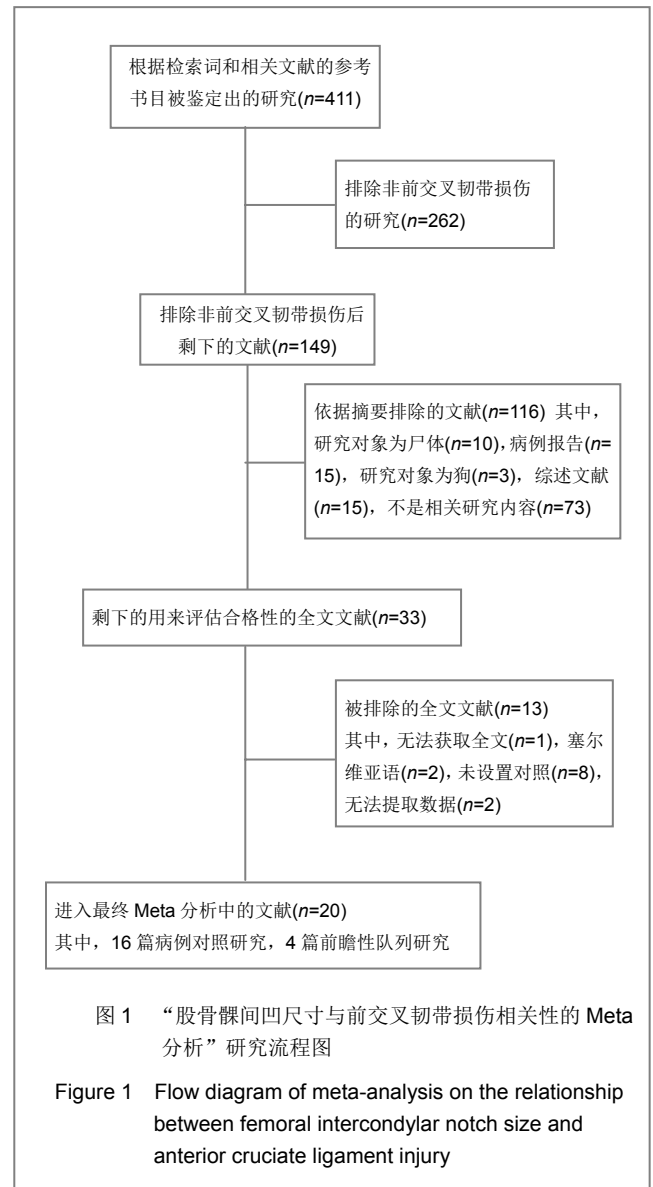 根据检索词和相关文献的参考
书目被鉴定出的研究(n=411)
排除非前交叉韧带损伤
的研究(n=262)
排除非前交叉韧带损伤后
剩下的文献(n=149)
依据摘要排除的文献(n=116) 其中，
研究对象为尸体(n=10)，病例报告(n=
15)，研究对象为狗(n=3)，综述文献
(n=15)，不是相关研究内容(n=73)
剩下的用来评估合格性的全文文献(n=33)
被排除的全文文献(n=13)
其中，无法获取全文(n=1)，塞尔
维亚语(n=2)，未设置对照(n=8)，
无法提取数据(n=2)
进入最终 Meta 分析中的文献(n=20)
其中，16 篇病例对照研究，4 篇前瞻性队列研究
图 1 “股骨髁间凹尺寸与前交叉韧带损伤相关性的 Meta
分析”研究流程图
Figure 1 Flow diagram of meta-analysis on the relationship
between femoral intercondylar notch size and
anterior cruciate ligament injury